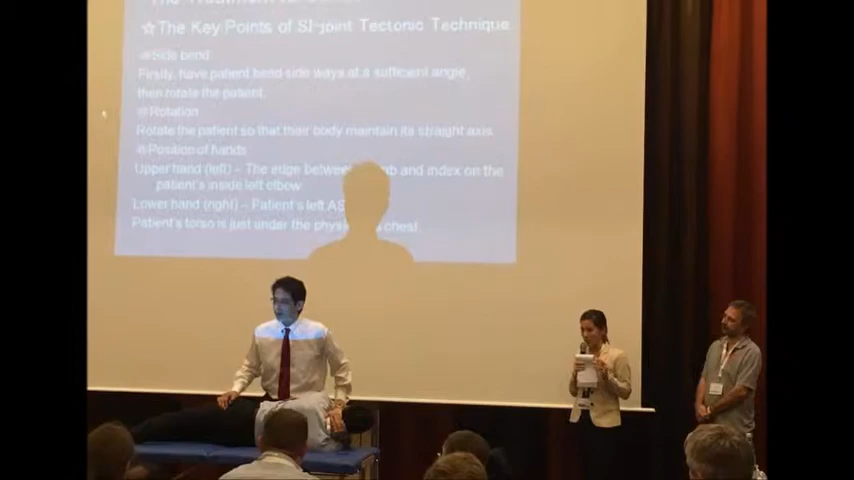 ☆The Key Points of SI-joint Tectonic Technique.
Side bend
Firstly, have patient bend side ways at a sufficient angle,
then rotate the patient.
Rotation
Rotate the patient so that their body maintain its straight axis.
Position of hands
Upper hand (left) – The edge between and index on the
patient's inside left elbow
Lower hand (right) – Patient's left
Patient's torso is just under the chest